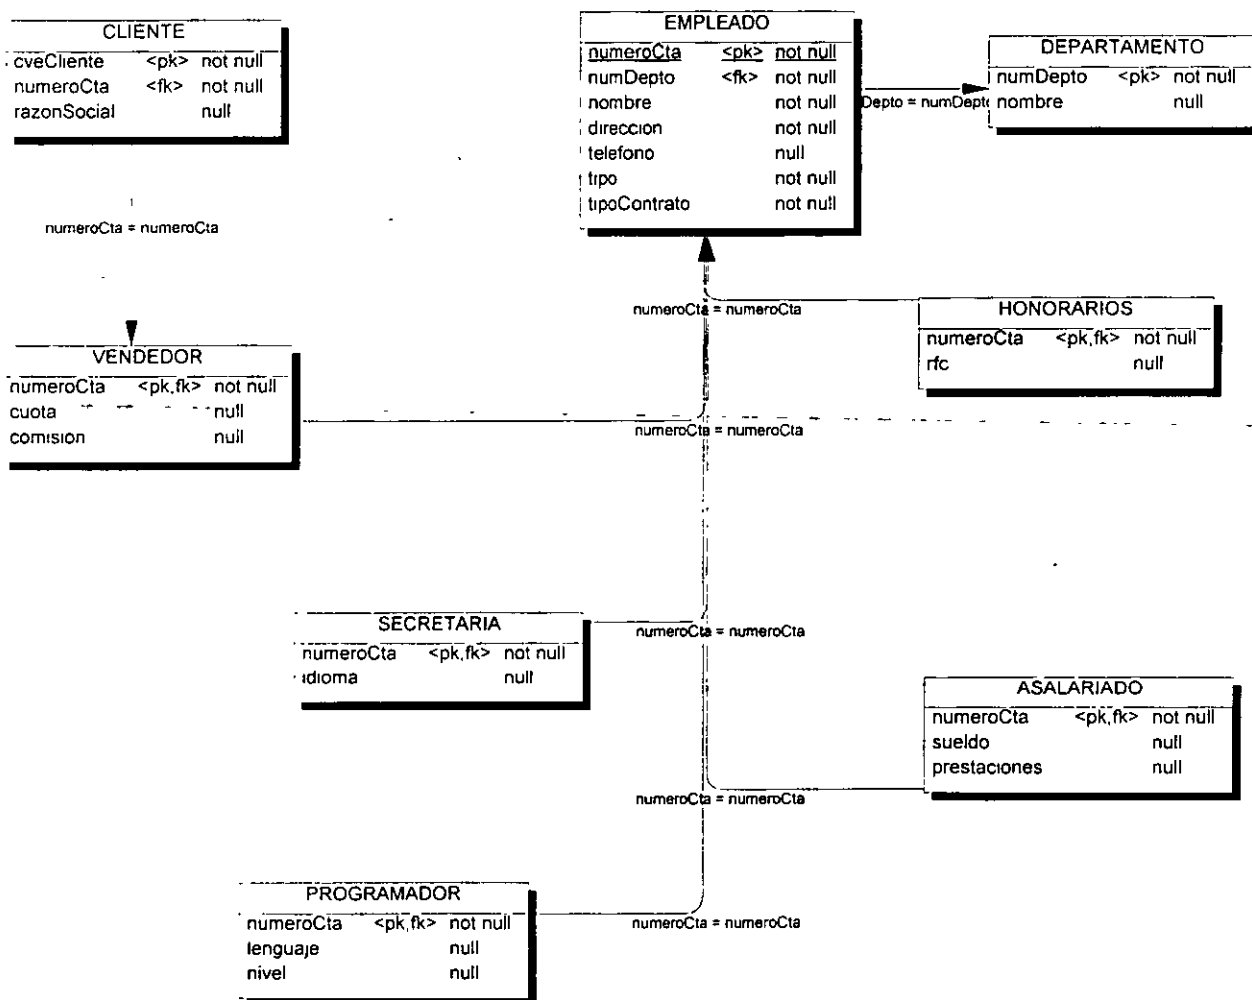 CLIENTE
cveCliente <pk> not null
numeroCta <fk> not null
razonSocial null
numeroCta = numeroCta
EMPLEADO
numeroCta <pk> not null
numDepto <fk> not null
nombre not null
direccion not null
telefono null
tipo not null
tipoContrato not null
Depto = numDepto
DEPARTAMENTO
numDepto <pk> not null
nombre null
numeroCta = numeroCta
HONORARIOS
numeroCta <pk,fk> not null
rfc null
VENDEDOR
numeroCta <pk,fk> not null
cuota null
comision null
numeroCta = numeroCta
SECRETARIA
numeroCta <pk,fk> not null
idioma null
numeroCta = numeroCta
ASALARIADO
numeroCta <pk,fk> not null
sueldo null
prestaciones null
numeroCta = numeroCta
PROGRAMADOR
numeroCta <pk,fk> not null
lenguaje null
nivel null
numeroCta = numeroCta